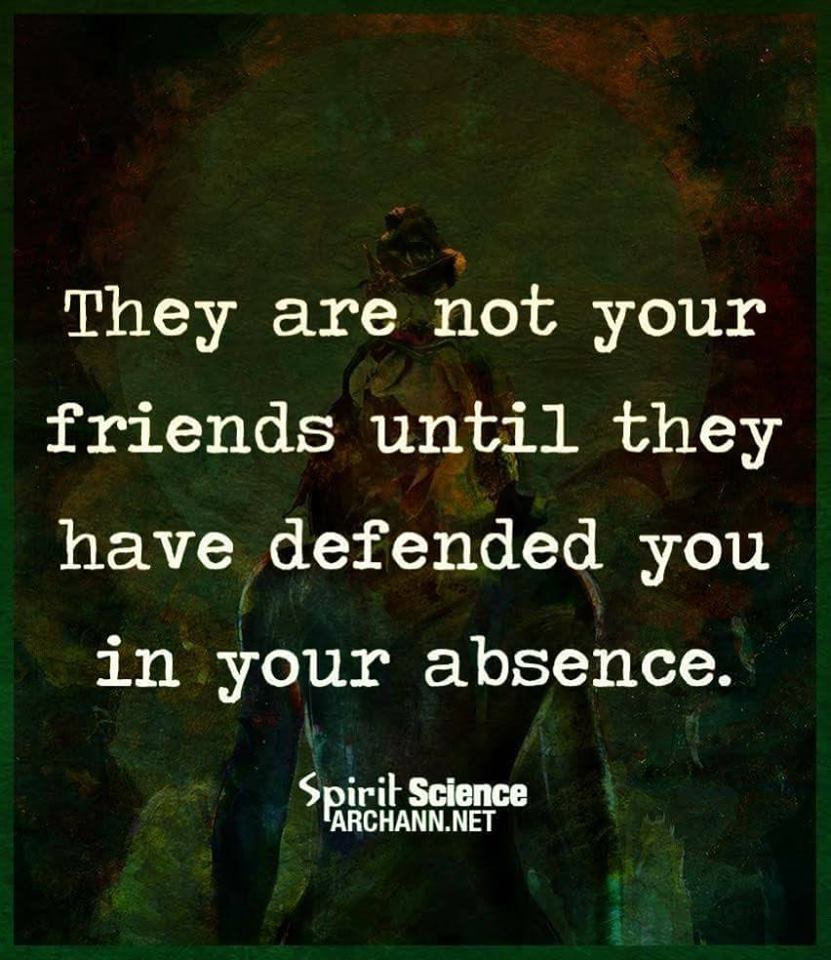 They are not your
friends until they
have defended you
in your absence.
Spirit Science
ARCHANN.NET